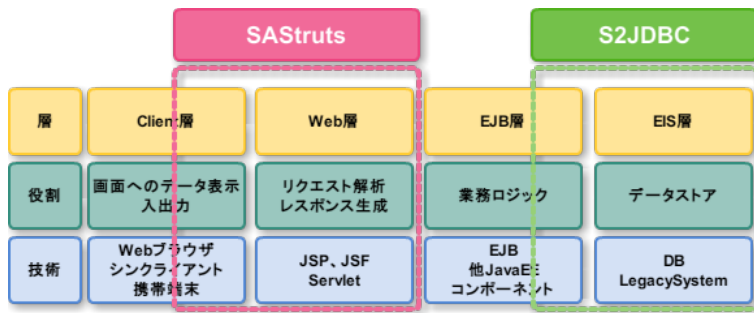 SAStruts
S2JDBC
層
Client層
Web層
EJB層
EIS層
役割
画面へのデータ表示
入出力
リクエスト解析
レスポンス生成
業務ロジック
データストア
技術
Webブラウザ
シンクライアント
携帯端末
JSP、JSF
Servlet
EJB
他JavaEE
コンポーネント
DB
LegacySystem